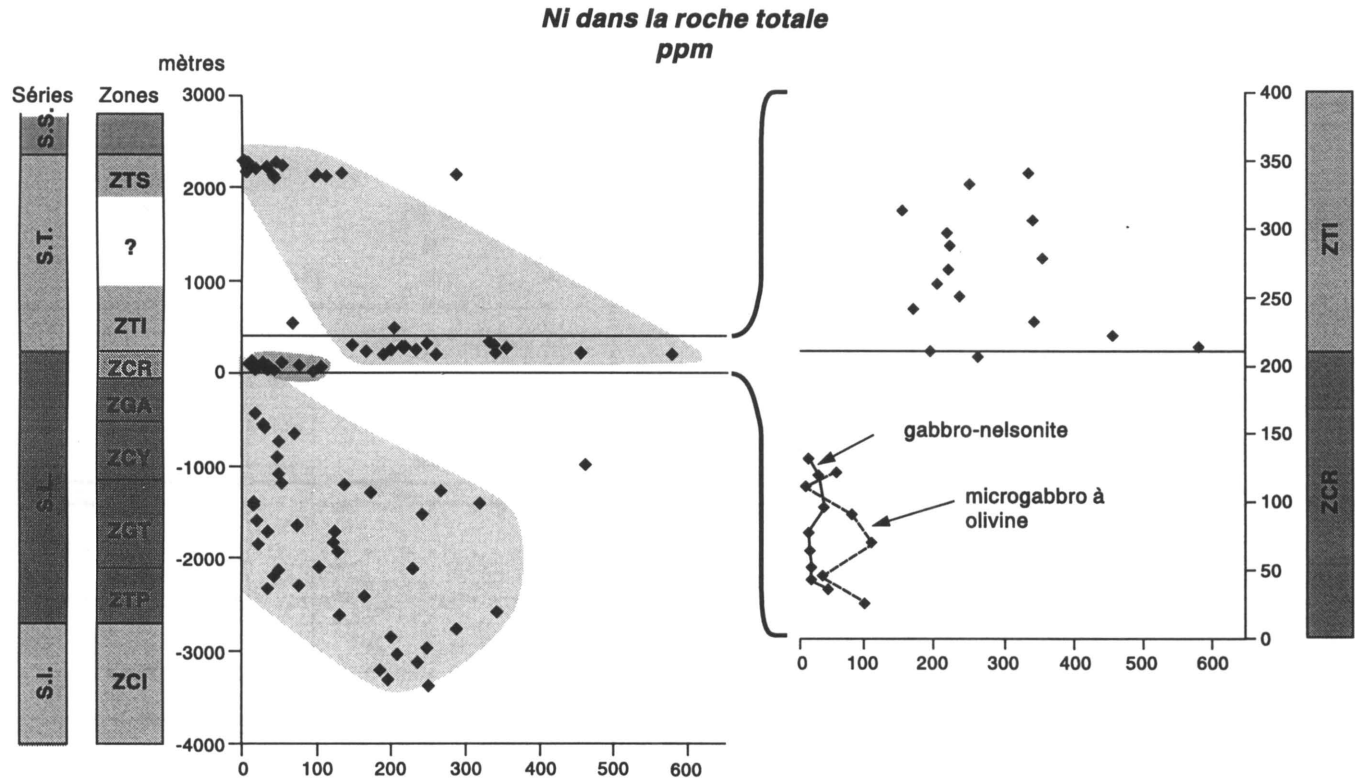 Ni dans la roche totale
ppm
mètres
Séries
Zones
3000
2000
1000
0
-1000
-2000
-3000
-4000
S.S.
S.T.
S.L.
S.I.
ZTS
?
ZTI
ZCR
ZGA
ZCY
ZGT
ZTP
ZCI
0 100 200 300 400 500 600
gabbro-nelsonite
microgabbro à
olivine
400
350
300
250
200
150
100
50
0
ZTI
ZCR
0 100 200 300 400 500 600